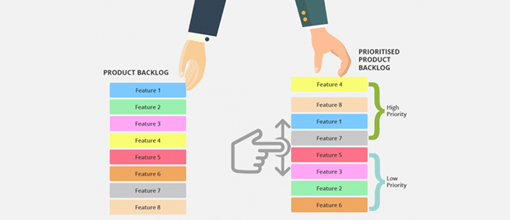 PRODUCT BACKLOG
Feature 1
Feature 2
Feature 3
Feature 4
Feature 5
Feature 6
Feature 7
Feature 8
PRIORITISED
PRODUCT
BACKLOG
Feature 4
Feature 8
Feature 1
Feature 7
Feature 5
Feature 3
Feature 2
Feature 6
High
Priority
Low
Priority